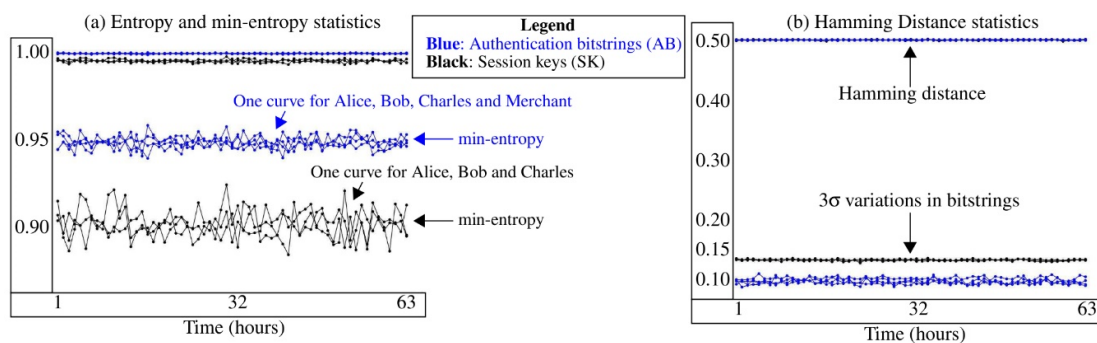 (a) Entropy and min-entropy statistics
1.00
0.95
0.90
One curve for Alice, Bob, Charles and Merchant
min-entropy
One curve for Alice, Bob and Charles
min-entropy
1 32 63
Time (hours)
Legend
Blue: Authentication bitstrings (AB)
Black: Session keys (SK)
(b) Hamming Distance statistics
0.50
0.40
0.30
0.20
0.15
0.10
Hamming distance
3σ variations in bitstrings
1 32 63
Time (hours)